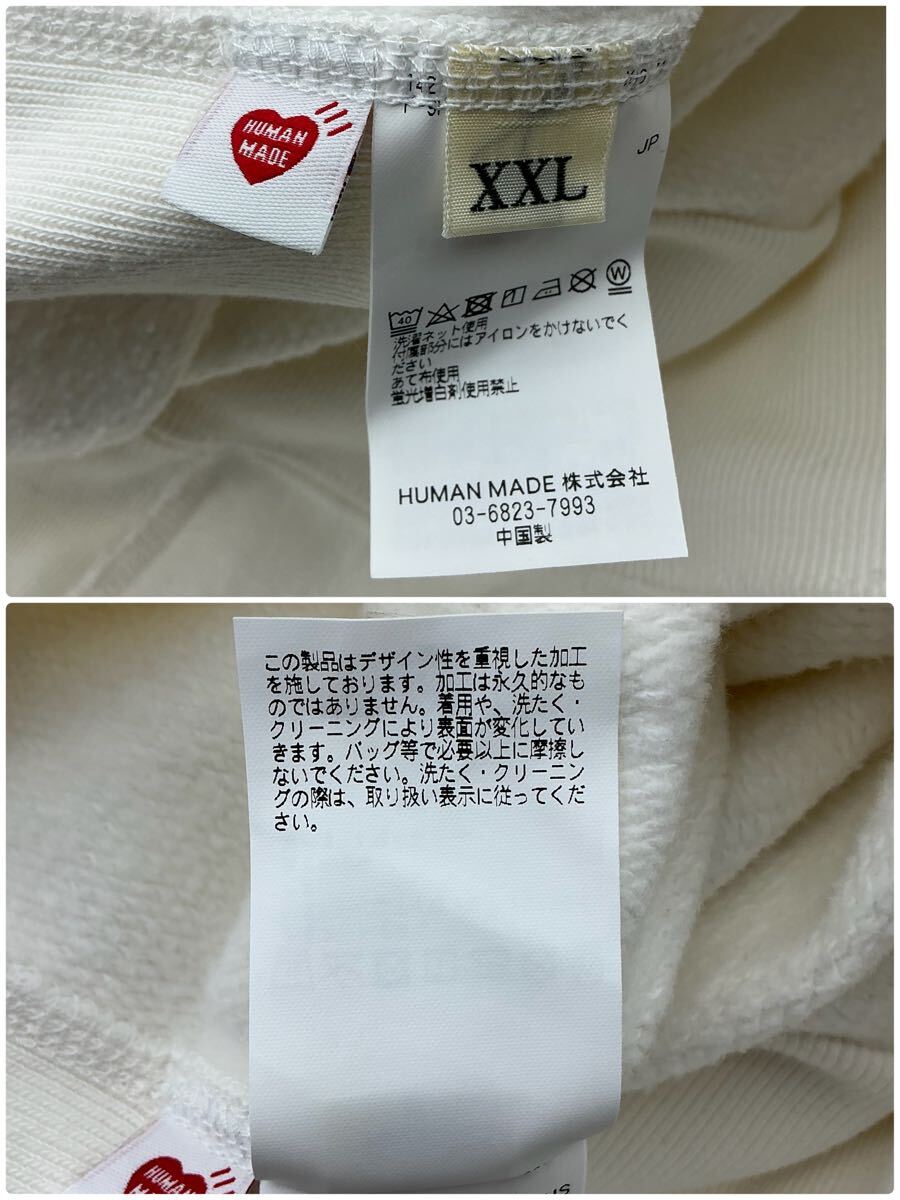 HUMAN
MADE
142
XXL
JP
40
W
洗濯ネット使用
付属部分にはアイロンをかけないでく
ださい
あて布使用
蛍光増白剤使用禁止
HUMAN MADE 株式会社
03-6823-7993
中国製
この製品はデザイン性を重視した加工
を施しております。加工は永久的なも
のではありません。着用や、洗たく・
クリーニングにより表面が変化してい
きます。バッグ等で必要以上に摩擦し
ないでください。洗たく・クリーニン
グの際は、取り扱い表示に従ってくだ
さい。
HUMAN
MADE